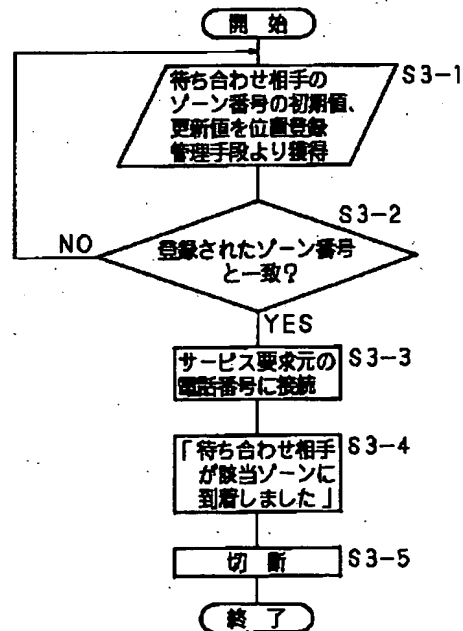 開始
待ち合わせ相手の
ゾーン番号の初期値、
更新値を位置登録
管理手段より獲得
S3-1
S3-2
登録されたゾーン番号
と一致?
NO
YES
サービス要求元の
電話番号に接続
S3-3
「待ち合わせ相手
が該当ゾーンに
到着しました」
S3-4
切断
S3-5
終了